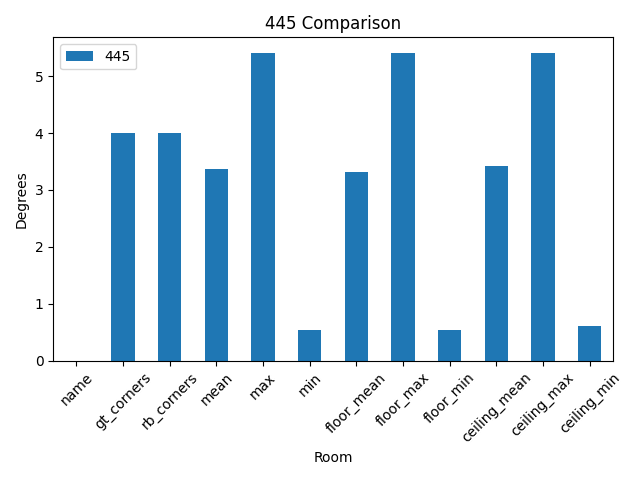 445 Comparison
445
Degrees
5
4
3
2
1
0
name
gt_corners
rb_corners
mean
max
min
floor_mean
floor_max
floor_min
ceiling_mean
ceiling_max
ceiling_min
Room